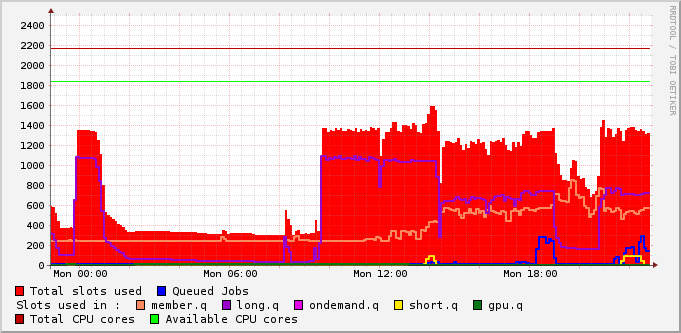 RRDTOOL / TOBI OETIKER
2400
2200
2000
1800
1600
1400
1200
1000
800
600
400
200
0
Mon 00:00 Mon 06:00 Mon 12:00 Mon 18:00
Total slots used Queued Jobs
Slots used in : member.q long.q ondemand.q short.q gpu.q
Total CPU cores Available CPU cores